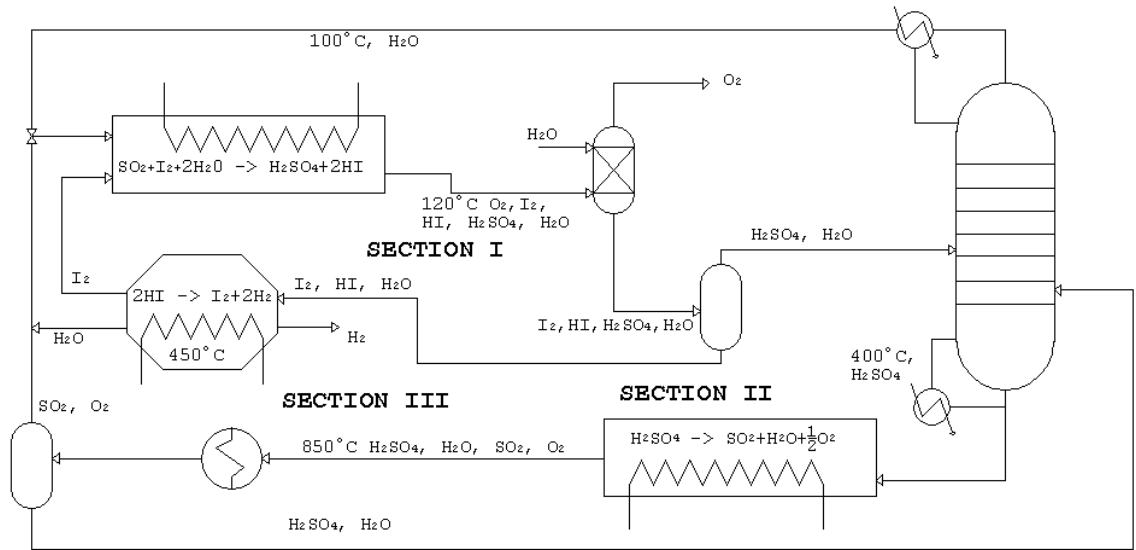 100°C, H₂O
O₂
H₂O
SO₂+I₂+2H₂O -> H₂SO₄+2HI
120°C O₂,I₂,
HI, H₂SO₄, H₂O
SECTION I
H₂SO₄, H₂O
I₂
I₂, HI, H₂O
2HI -> I₂+2H₂
I₂,HI,H₂SO₄,H₂O
H₂O
H₂
450°C
400°C,
H₂SO₄
SECTION III
SECTION II
SO₂, O₂
H₂SO₄ -> SO₂+H₂O+½O₂
850°C H₂SO₄, H₂O, SO₂, O₂
H₂SO₄, H₂O